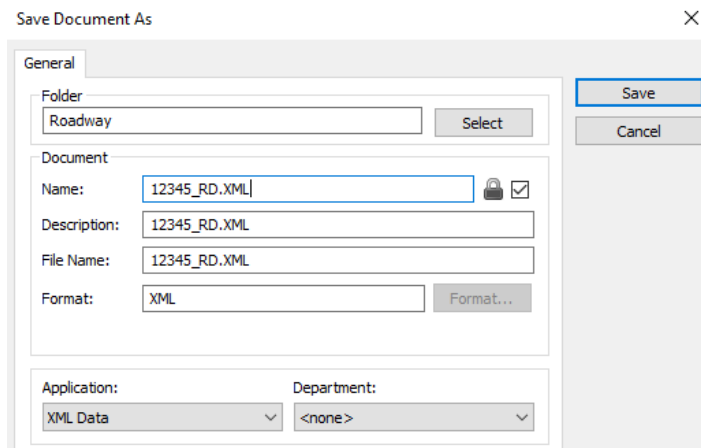 Save Document As
General
Folder
Roadway
Select
Save
Cancel
Document
Name:
12345_RD.XML
Description:
12345_RD.XML
File Name:
12345_RD.XML
Format:
XML
Format...
Application:
Department:
XML Data
<none>